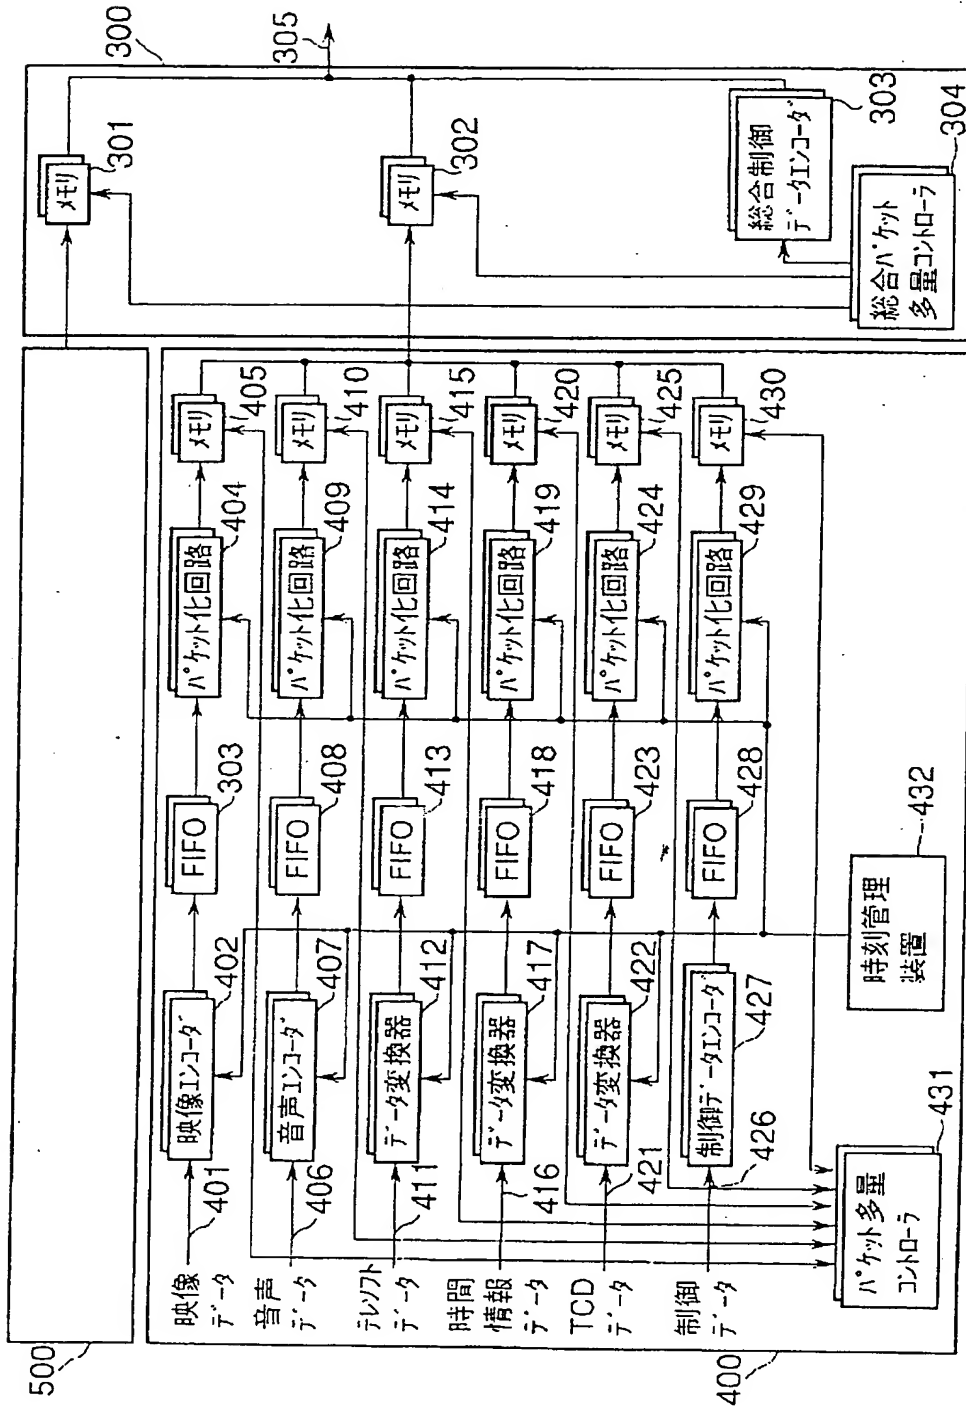 500
300
305
メモリ
301
メモリ
302
総合制御
データエンコーダ
303
総合パケット
多量コントローラ
304
映像
データ
401
映像エンコーダ
402
FIFO
303
パケット化回路
404
メモリ
405
音声
データ
406
音声エンコーダ
407
FIFO
408
パケット化回路
409
メモリ
410
テレソフト
データ
411
データ変換器
412
FIFO
413
パケット化回路
414
メモリ
415
時間
情報
データ
416
データ変換器
417
FIFO
418
パケット化回路
419
メモリ
420
TCD
データ
421
データ変換器
422
FIFO
423
パケット化回路
424
メモリ
425
制御
データ
426
制御データエンコーダ
427
FIFO
428
パケット化回路
429
メモリ
430
パケット多量
コントローラ
431
時刻管理
装置
432
400